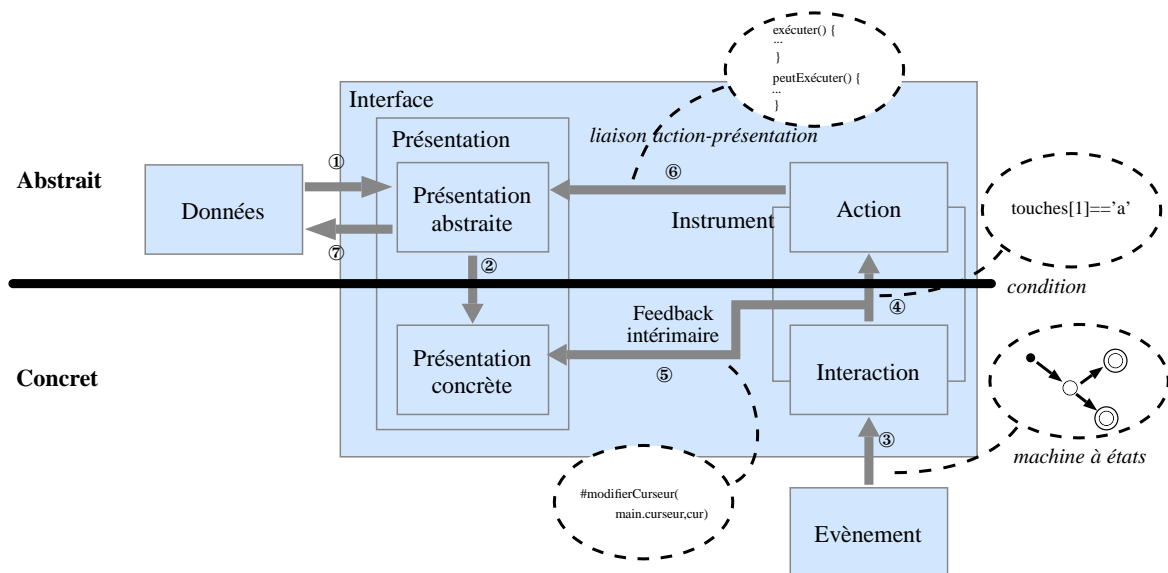 exécuter() {
...
}
peutExécuter() {
...
}
Interface
Présentation
liaison action-présentation
Abstrait
①
⑥
Données
Présentation
abstraite
Instrument
Action
touches[1]=='a’
⑦
②
condition
Feedback
intérimaire
④
Concret
Présentation
concrète
⑤
Interaction
③
machine à états
#modifierCurseur(
main.curseur,cur)
Evènement